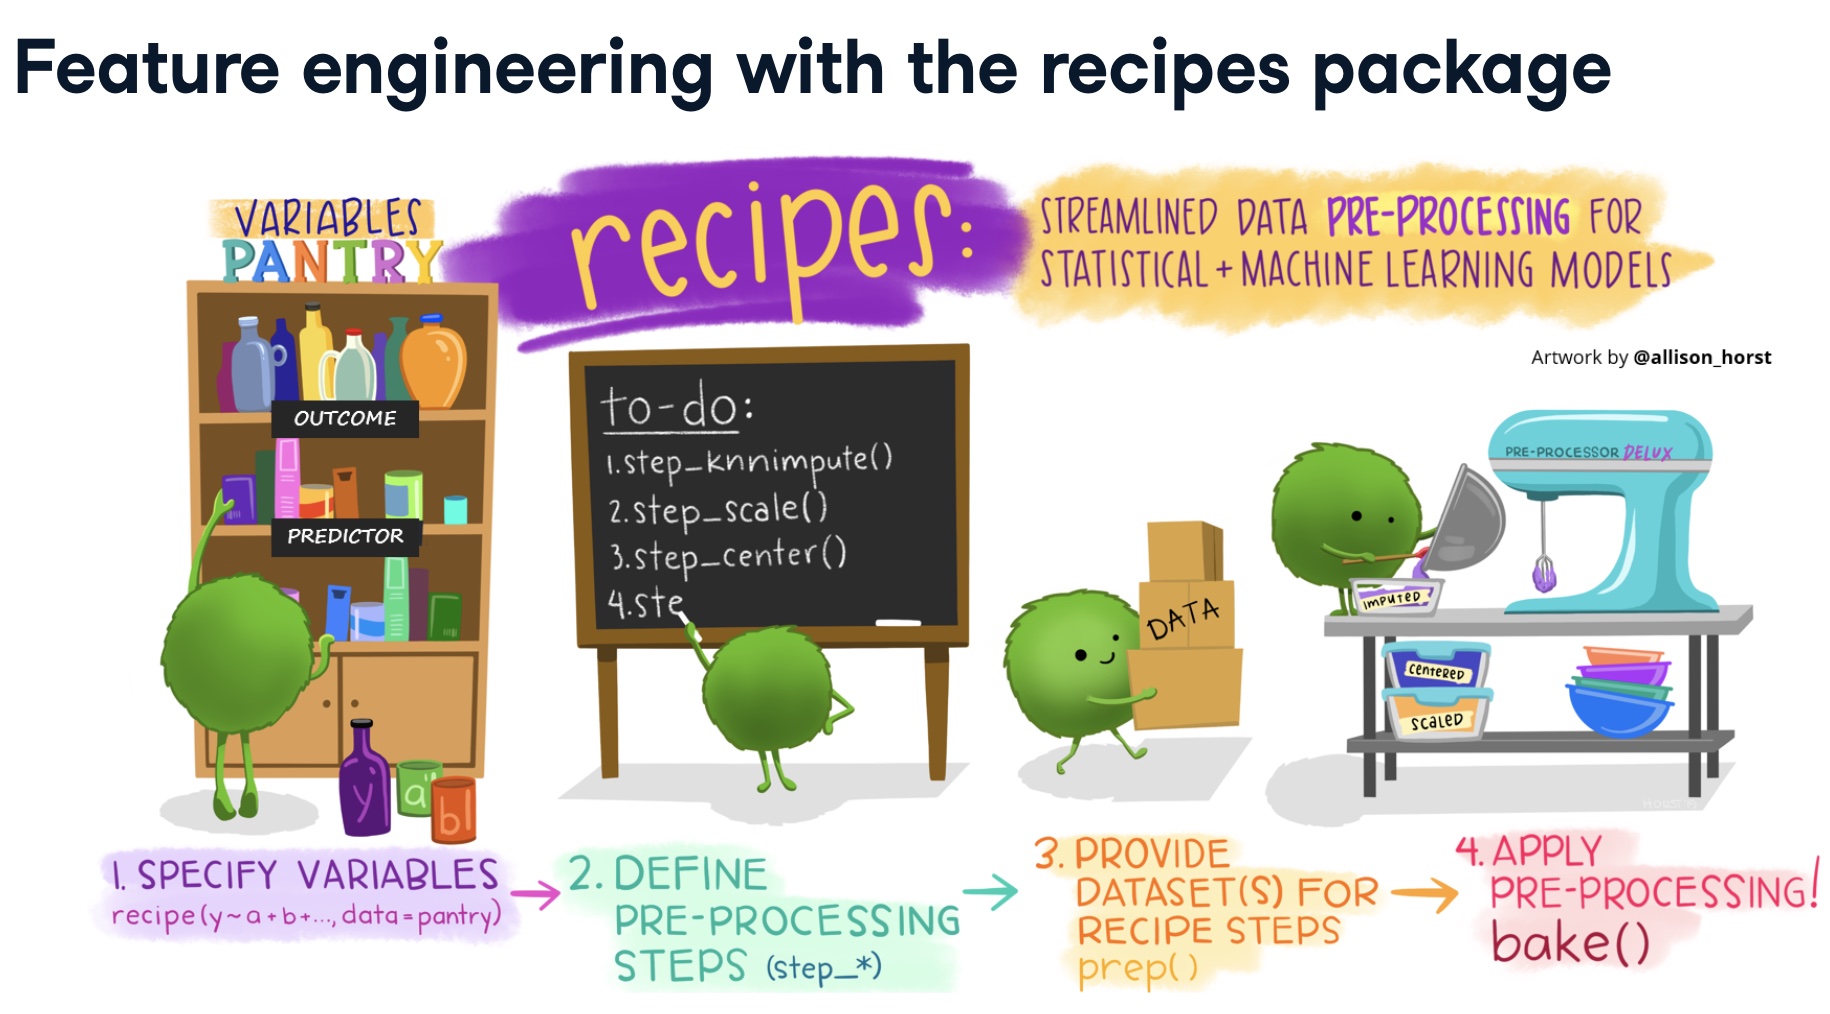 Feature engineering with the recipes package
VARIABLES
PANTRY
recipes:
STREAMLINED DATA PRE-PROCESSING FOR
STATISTICAL + MACHINE LEARNING MODELS
Artwork by @allison_horst
OUTCOME
PREDICTOR
y
a
b
to-do:
1. step_knnimpute()
2. step_scale()
3. step_center()
4. ste
DATA
PRE-PROCESSOR DELUX
IMPUTED
CENTERED
SCALED
HORST '19
1. SPECIFY VARIABLES
recipe(y~a+b+..., data=pantry)
2. DEFINE
PRE-PROCESSING
STEPS (step_*)
3. PROVIDE
DATASET(S) FOR
RECIPE STEPS
prep()
4. APPLY
PRE-PROCESSING!
bake()